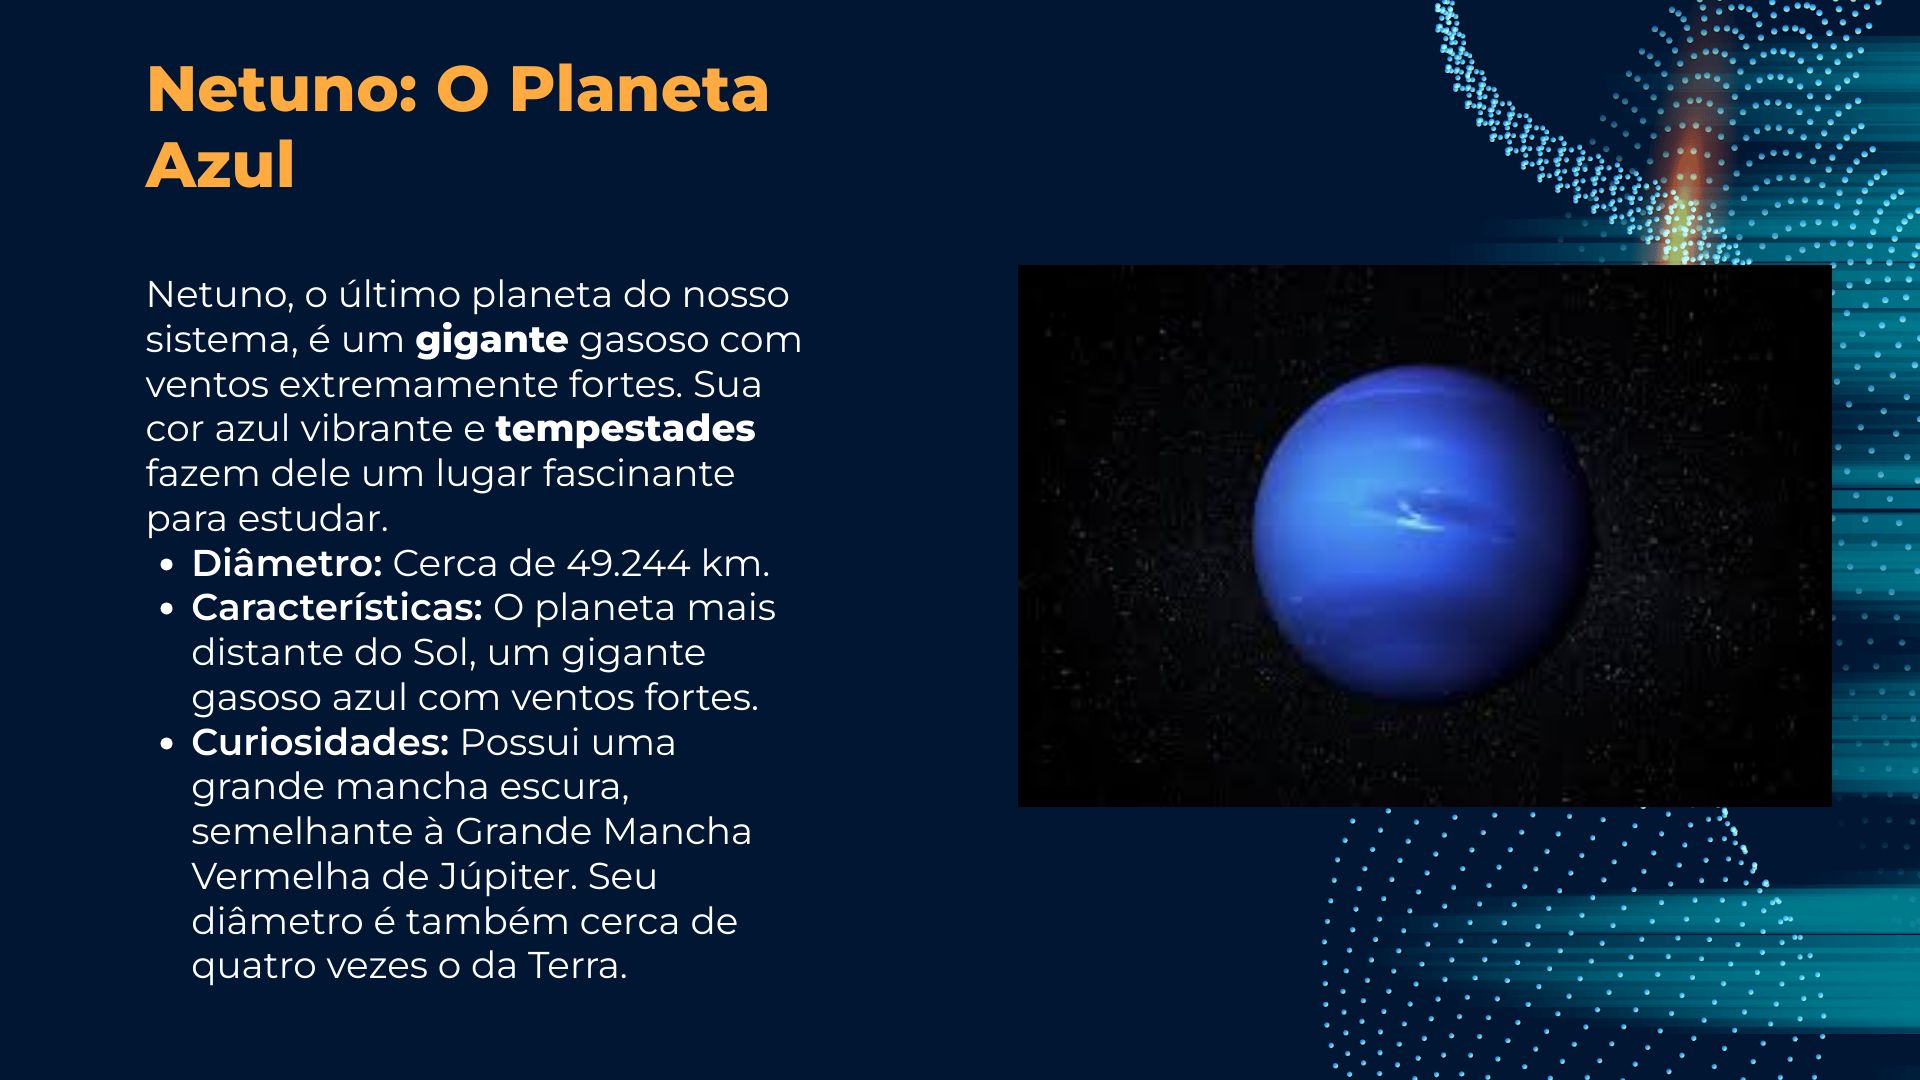 Netuno: O Planeta
Azul
Netuno, o último planeta do nosso
sistema, é um gigante gasoso com
ventos extremamente fortes. Sua
cor azul vibrante e tempestades
fazem dele um lugar fascinante
para estudar.
• Diâmetro: Cerca de 49.244 km.
• Características: O planeta mais
distante do Sol, um gigante
gasoso azul com ventos fortes.
• Curiosidades: Possui uma
grande mancha escura,
semelhante à Grande Mancha
Vermelha de Júpiter. Seu
diâmetro é também cerca de
quatro vezes o da Terra.